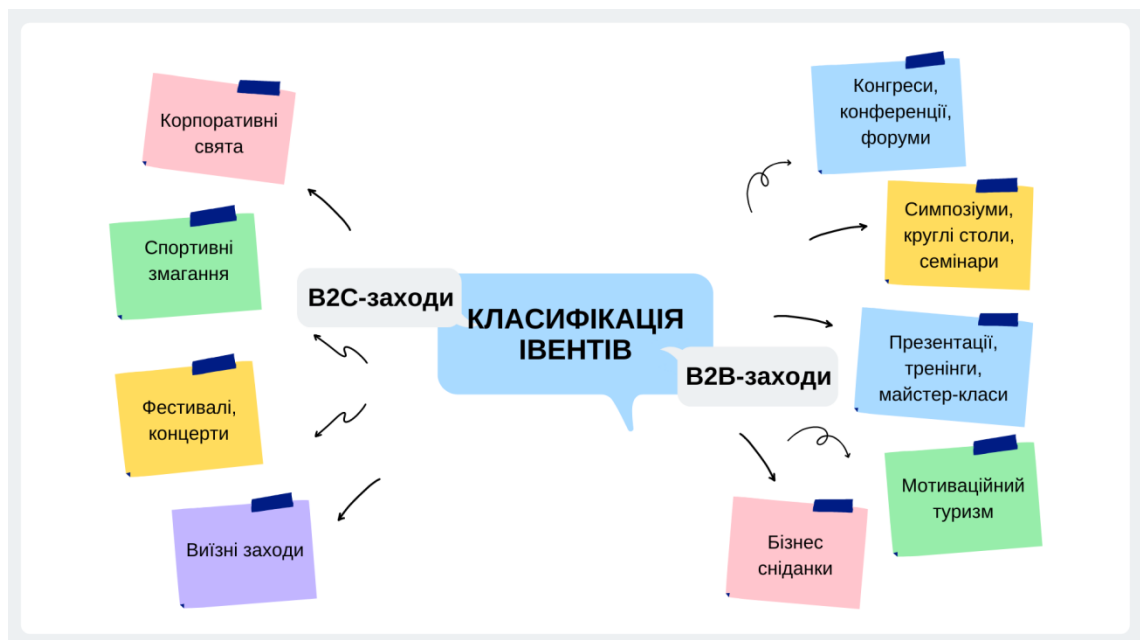 Корпоративні
свята
Спортивні
змагання
Фестивалі,
концерти
Виїзні заходи
B2C-заходи
КЛАСИФІКАЦІЯ
ІВЕНТІВ
B2B-заходи
Конгреси,
конференції,
форуми
Симпозіуми,
круглі столи,
семінари
Презентації,
тренінги,
майстер-класи
Мотиваційний
туризм
Бізнес
сніданки